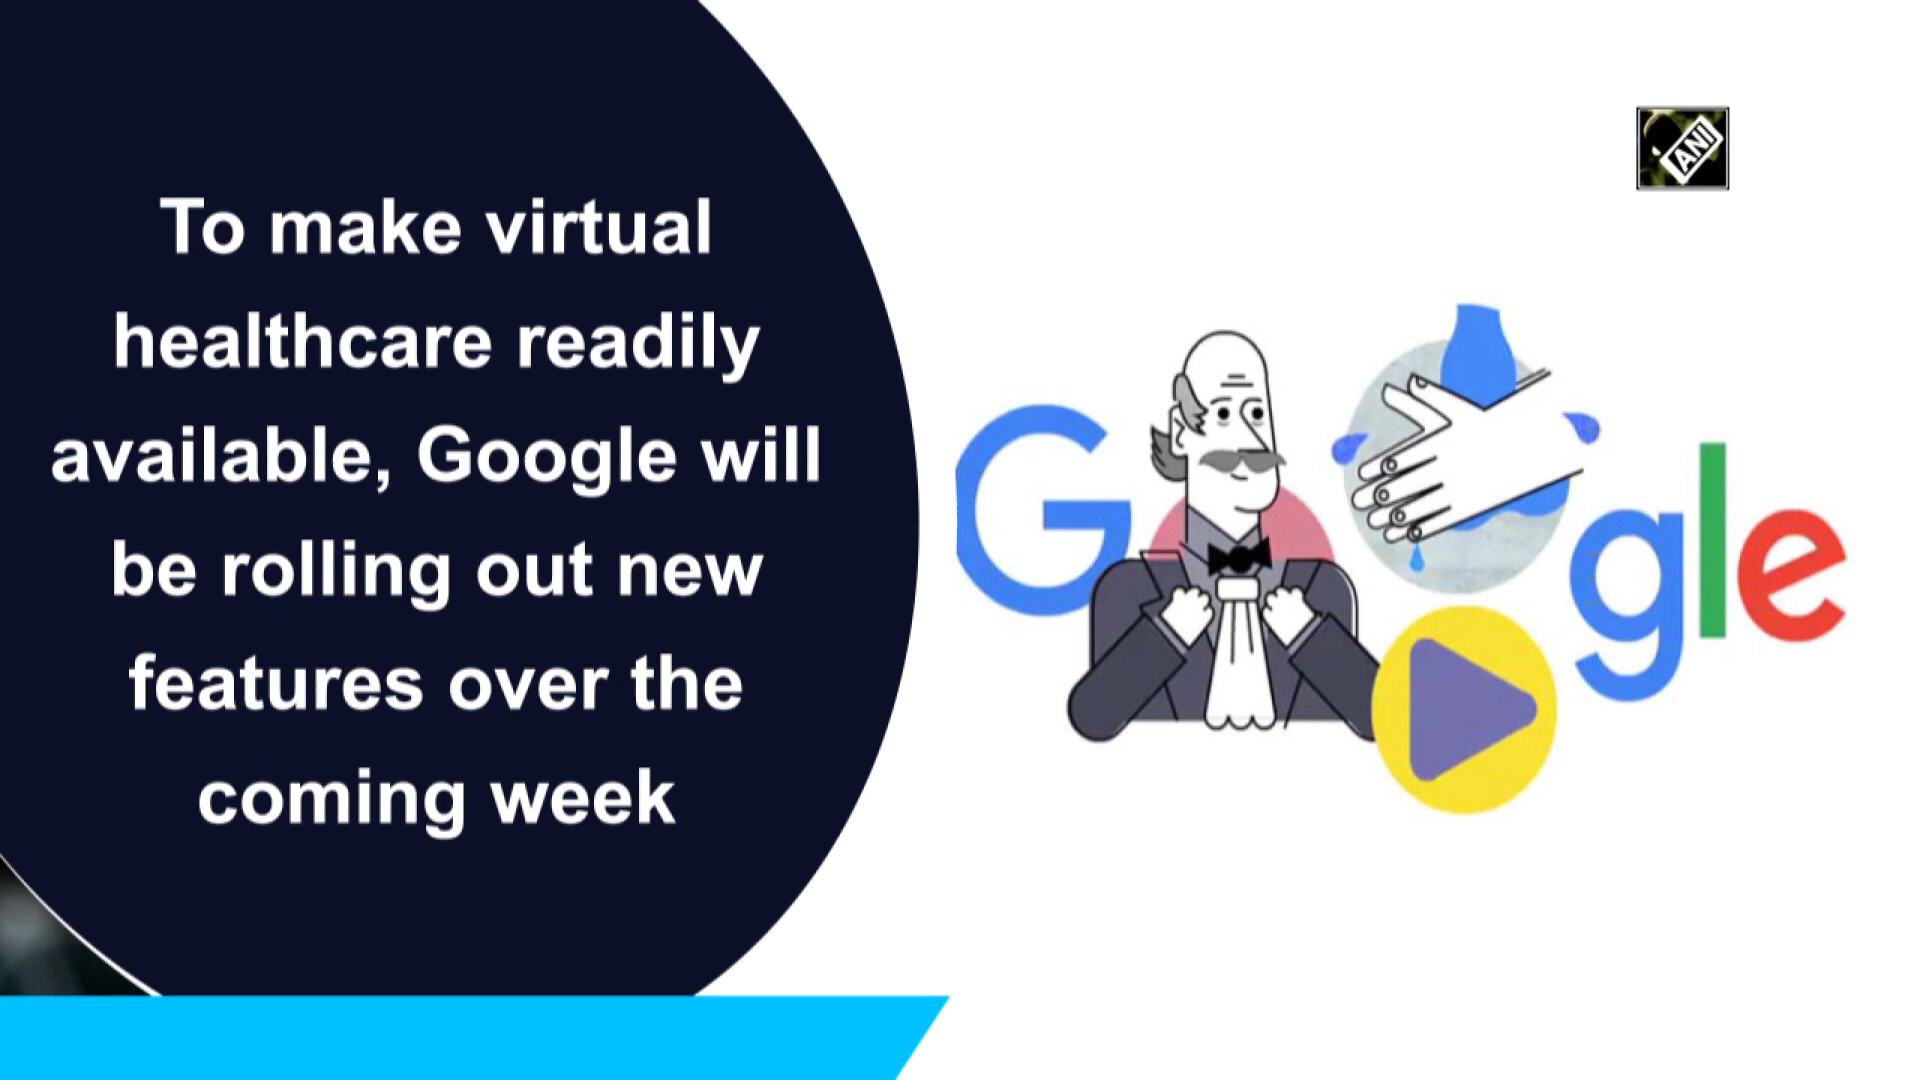 To make virtual
healthcare readily
available, Google will
be rolling out new
features over the
coming week
ANI
Google